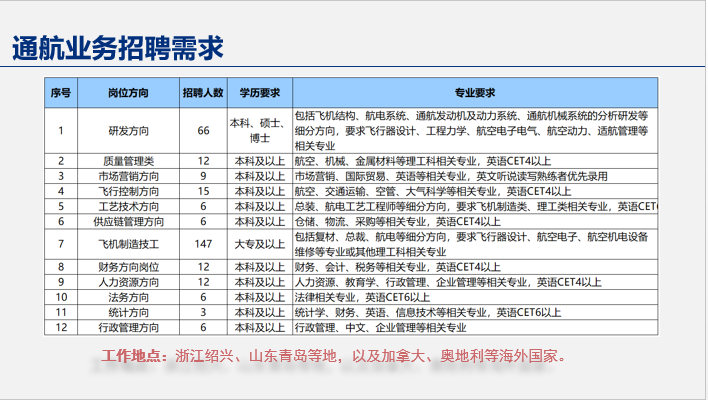 通航业务招聘需求
序号 岗位方向 招聘人数 学历要求 专业要求
1 研发方向 66 本科、硕士、博士 包括飞机结构、航电系统、通航发动机及动力系统、通航机械系统的分析研发等
细分方向，要求飞行器设计、工程力学、航空电子电气、航空动力、适航管理等
相关专业
2 质量管理类 12 本科及以上 航空、机械、金属材料等理工科相关专业，英语CET4以上
3 市场营销方向 9 本科及以上 市场营销、国际贸易、英语等相关专业，英文听说读写熟练者优先录用
4 飞行控制方向 15 本科及以上 航空、交通运输、空管、大气科学等相关专业，英语CET4以上
5 工艺技术方向 6 本科及以上 总装、航电工艺工程师等细分方向，要求飞机制造类、理工类相关专业，英语CET6
6 供应链管理方向 6 本科及以上 仓储、物流、采购等相关专业，英语CET4以上
7 飞机制造技工 147 大专及以上 包括复材、总装、航电等细分方向，要求飞行器设计、航空电子、航空机电设备
维修等专业或其他理工科相关专业
8 财务方向岗位 12 本科及以上 财务、会计、税务等相关专业，英语CET4以上
9 人力资源方向 12 本科及以上 人力资源、教育学、行政管理、企业管理等相关专业，英语CET4以上
10 法务方向 6 本科及以上 法律相关专业，英语CET6以上
11 统计方向 3 本科及以上 统计学、财务、英语、信息技术等相关专业，英语CET6以上
12 行政管理方向 6 本科及以上 行政管理、中文、企业管理等相关专业
工作地点：浙江绍兴、山东青岛等地，以及加拿大、奥地利等海外国家。